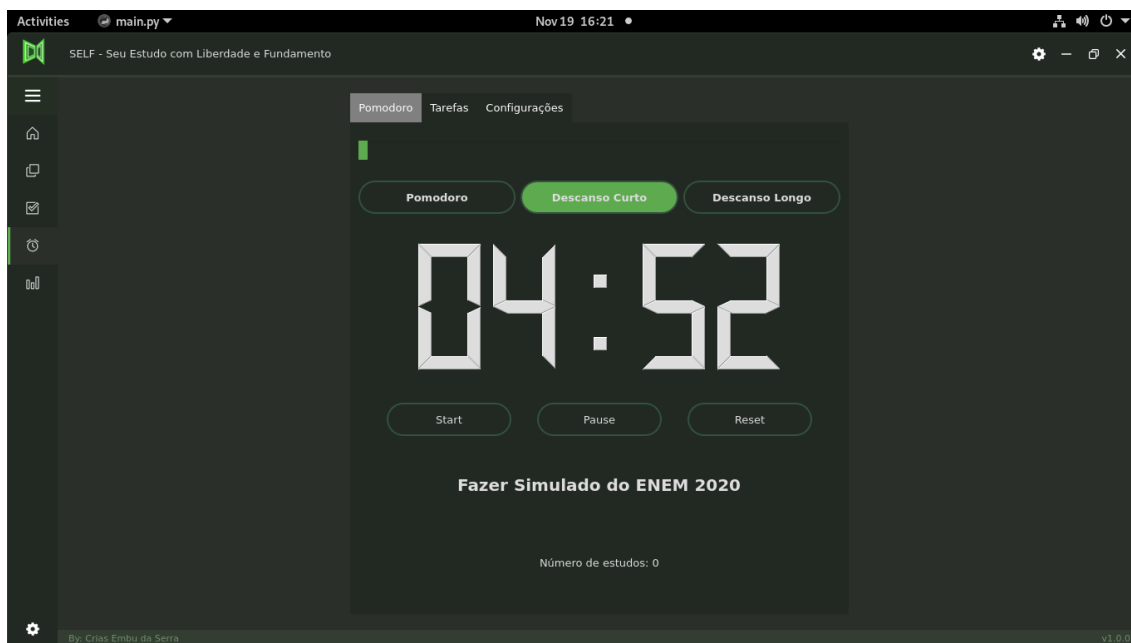 Activities main.py Nov 19 16:21
SELF - Seu Estudo com Liberdade e Fundamento
Pomodoro Tarefas Configurações
Pomodoro Descanso Curto Descanso Longo
04:52
Start Pause Reset
Fazer Simulado do ENEM 2020
Número de estudos: 0
By: Crias Embu da Serra v1.0.0